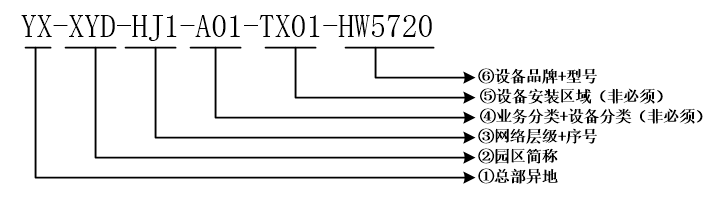 YX-XYD-HJ1-A01-TX01-HW5720
⑥设备品牌+型号
⑤设备安装区域（非必须）
④业务分类+设备分类（非必须）
③网络层级+序号
②园区简称
①总部异地